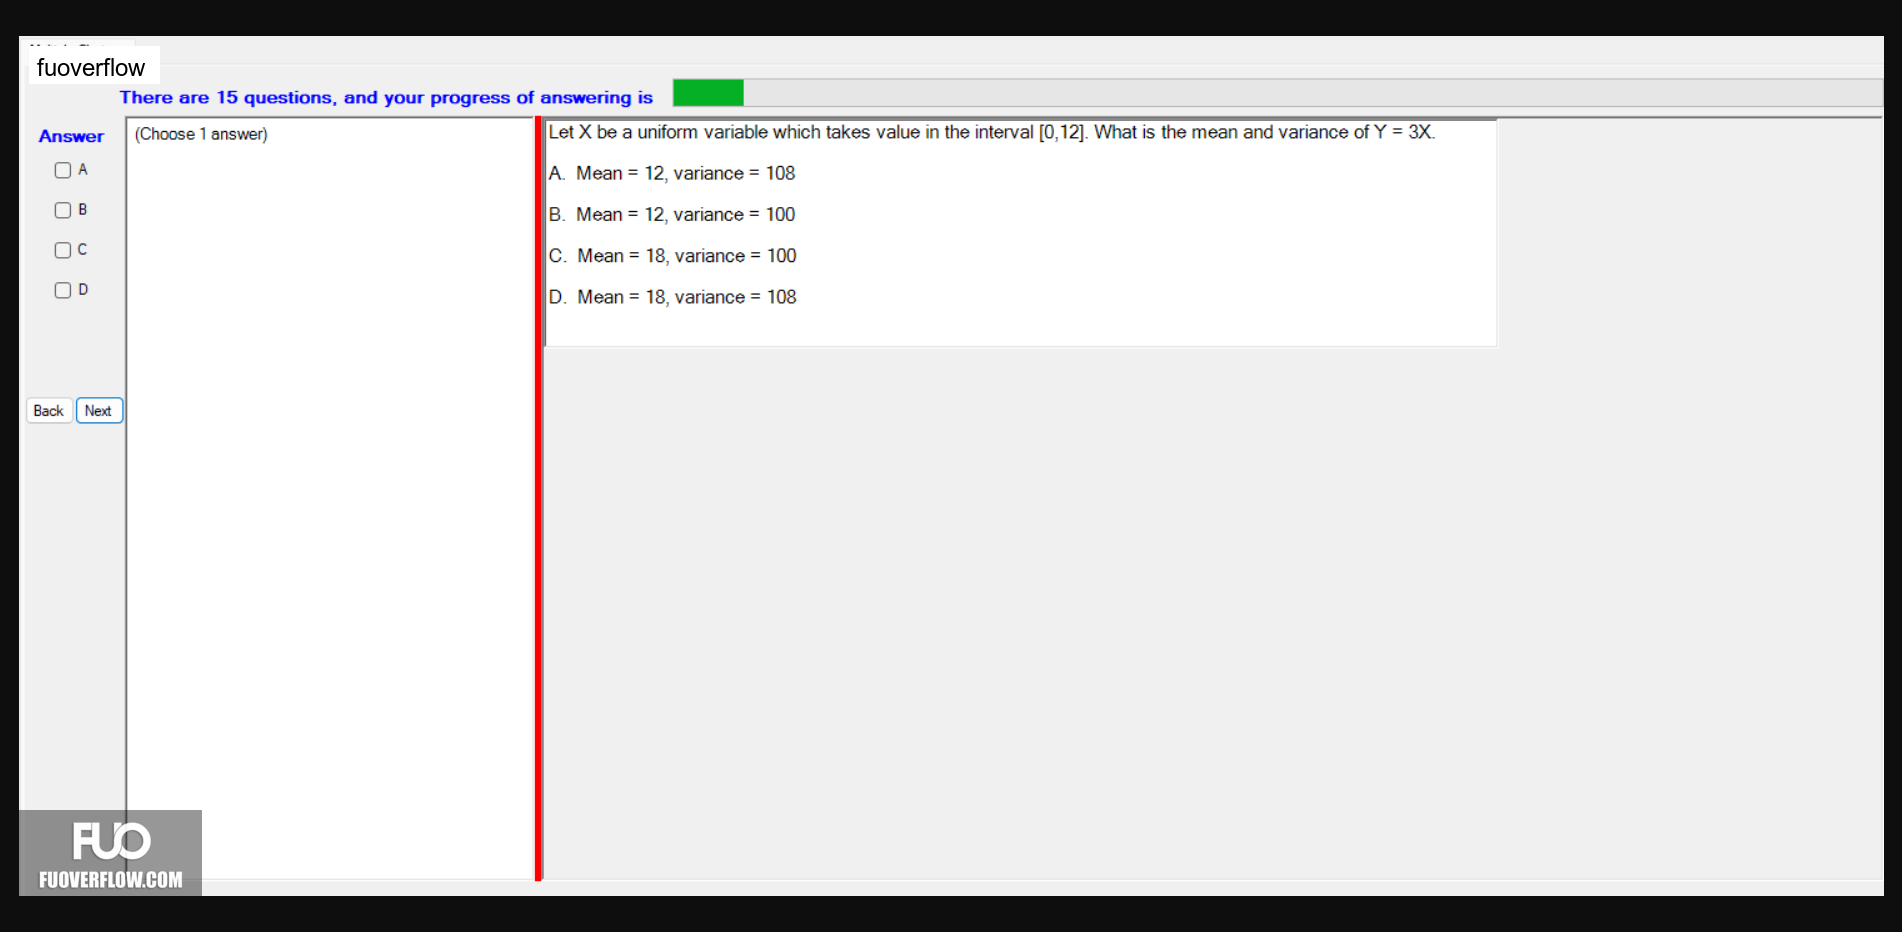 fuoverflow
There are 15 questions, and your progress of answering is
Answer
(Choose 1 answer)
A
B
C
D
Back Next
Let X be a uniform variable which takes value in the interval [0,12]. What is the mean and variance of Y = 3X.
A. Mean = 12, variance = 108
B. Mean = 12, variance = 100
C. Mean = 18, variance = 100
D. Mean = 18, variance = 108
FUO
FUOVERFLOW.COM